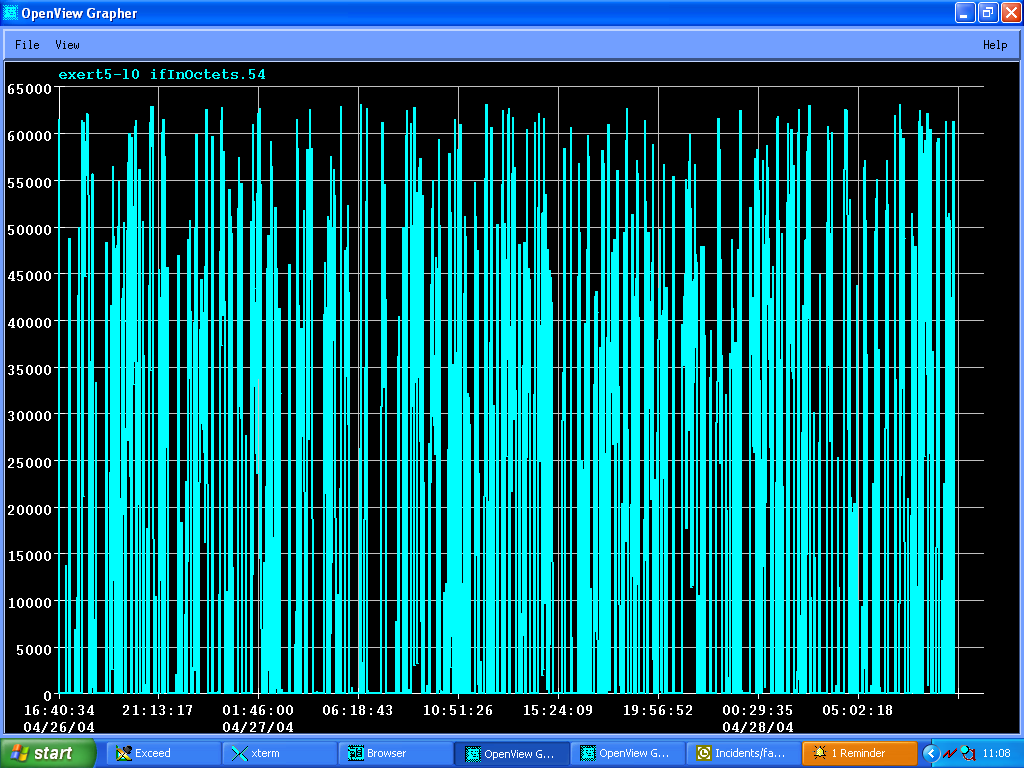 OpenView Grapher
File View Help
exert5-10 ifInOctets.54
65000
60000
55000
50000
45000
40000
35000
30000
25000
20000
15000
10000
5000
0
16:40:34 21:13:17 01:46:00 06:18:43 10:51:26 15:24:09 19:56:52 00:29:35 05:02:18
04/26/04 04/27/04 04/28/04
start Exceed xterm Browser OpenView G... OpenView G... Incidents/fa... 1 Reminder 11:08